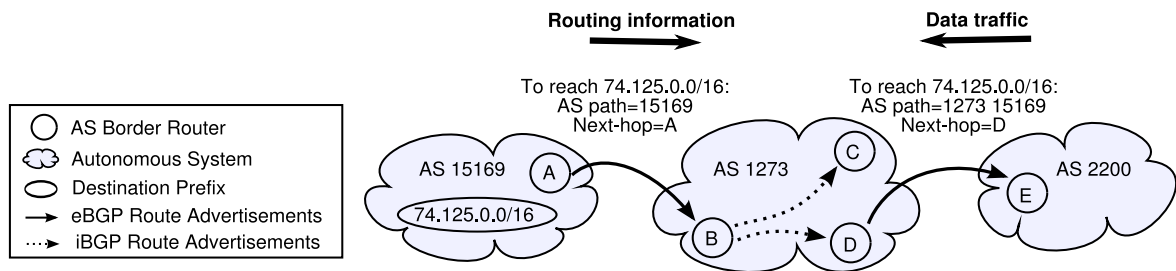 Routing information
Data traffic
To reach 74.125.0.0/16:
AS path=15169
Next-hop=A
To reach 74.125.0.0/16:
AS path=1273 15169
Next-hop=D
AS Border Router
Autonomous System
Destination Prefix
eBGP Route Advertisements
iBGP Route Advertisements
AS 15169
A
74.125.0.0/16
AS 1273
C
B
D
AS 2200
E